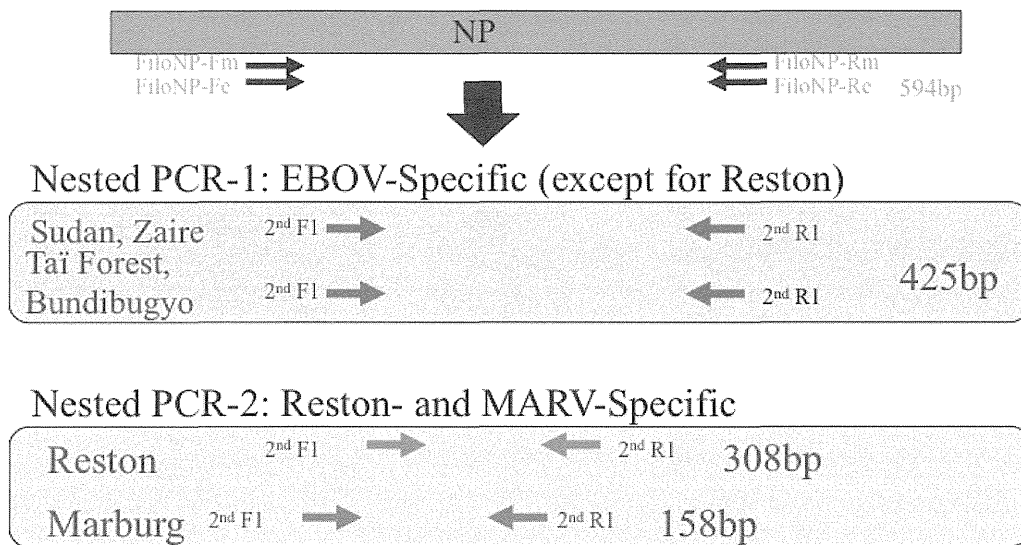 NP
FiloNP-Fm FiloNP-Rm
FiloNP-Fe FiloNP-Re 594bp
Nested PCR-1: EBOV-Specific (except for Reston)
Sudan, Zaire 2nd F1 2nd R1
Taï Forest,
425bp
Bundibugyo 2nd F1 2nd R1
Nested PCR-2: Reston- and MARV-Specific
Reston 2nd F1 2nd R1 308bp
Marburg 2nd F1 2nd R1 158bp